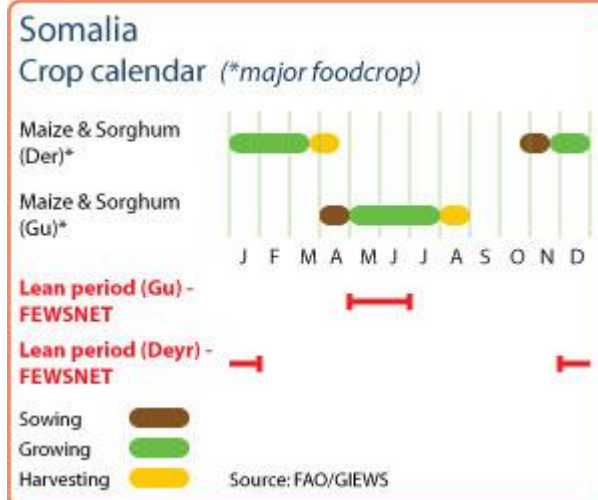 Somalia
Crop calendar (*major foodcrop)
Maize & Sorghum
(Der)*
Maize & Sorghum
(Gu)*
J F M A M J J A S O N D
Lean period (Gu) -
FEWSNET
Lean period (Deyr) -
FEWSNET
Sowing
Growing
Harvesting
Source: FAO/GIEWS